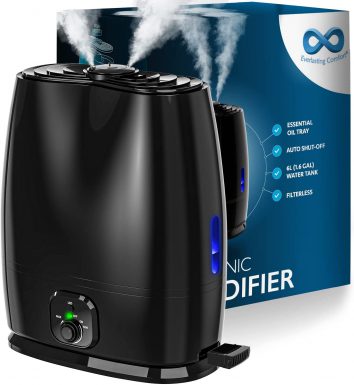 Everlasting Comfort®
ESSENTIAL
OIL TRAY
AUTO SHUT-OFF
6L (1.6 GAL)
WATER TANK
FILTERLESS
NIC
DIFIER